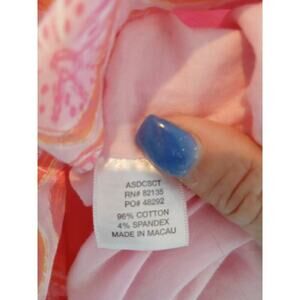 ASDCSCT
RN# 82135
PO# 48292
96% COTTON
4% SPANDEX
MADE IN MACAU